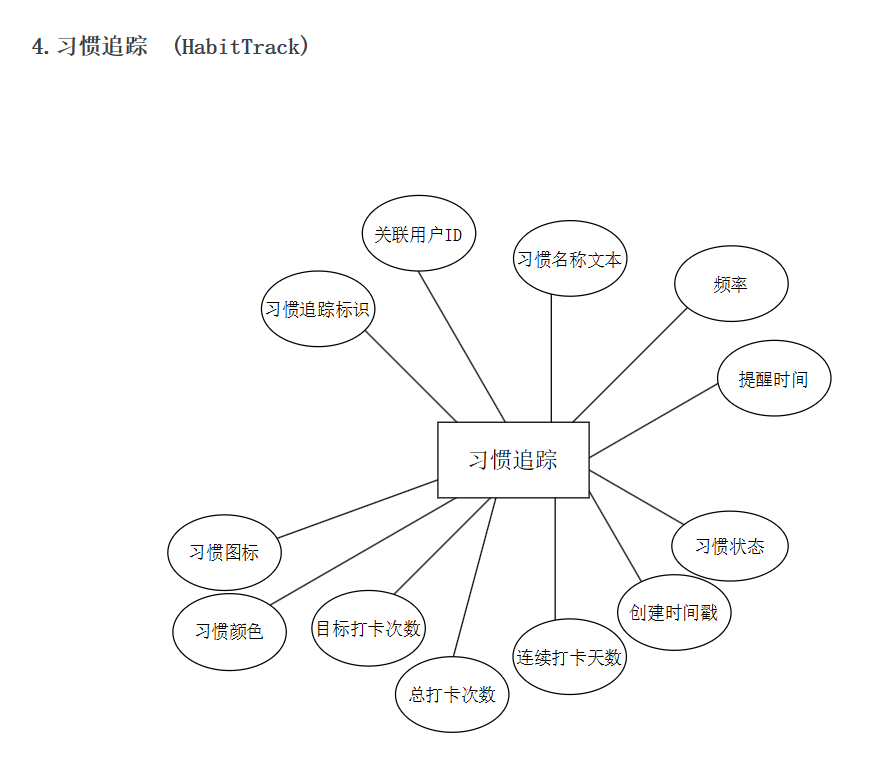 4.习惯追踪 (HabitTrack)
关联用户ID
习惯名称文本
频率
习惯追踪标识
提醒时间
习惯追踪
习惯状态
习惯图标
创建时间戳
目标打卡次数
习惯颜色
连续打卡天数
总打卡次数